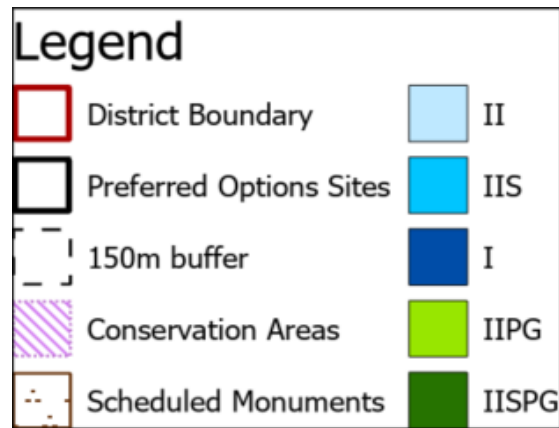 Legend
District Boundary
Preferred Options Sites
150m buffer
Conservation Areas
Scheduled Monuments
II
IIS
I
IIPG
IISPG